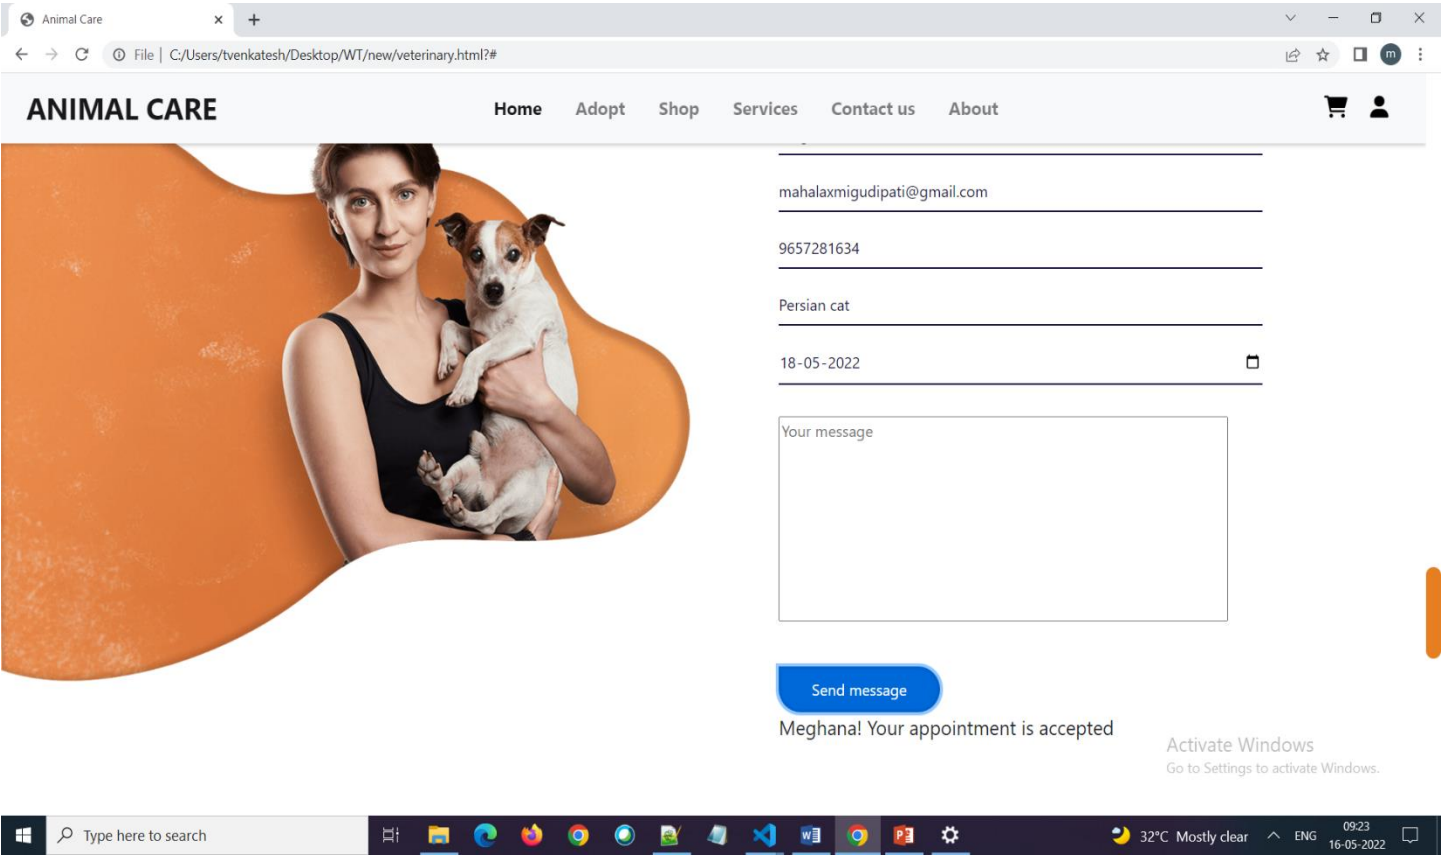 Animal Care
File | C:/Users/tvenkatesh/Desktop/WT/new/veterinary.html?#
m
ANIMAL CARE
Home Adopt Shop Services Contact us About
mahalaxmigudipati@gmail.com
9657281634
Persian cat
18-05-2022
Your message
Send message
Meghana! Your appointment is accepted
Activate Windows
Go to Settings to activate Windows.
Type here to search
32°C Mostly clear
ENG
09:23
16-05-2022